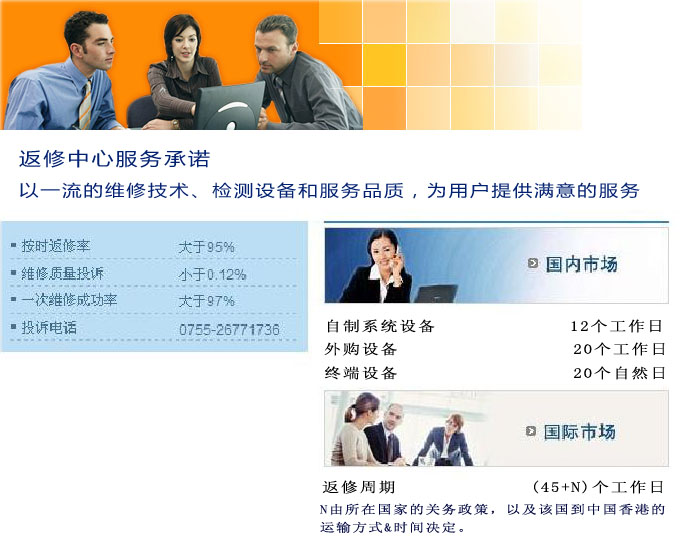 返修中心服务承诺
以一流的维修技术、检测设备和服务品质，为用户提供满意的服务
按时返修率 大于95%
维修质量投诉 小于0.12%
一次维修成功率 大于97%
投诉电话 0755-26771736
国内市场
自制系统设备 12个工作日
外购设备 20个工作日
终端设备 20个自然日
国际市场
返修周期 (45+N)个工作日
N由所在国家的关务政策，以及该国到中国香港的
运输方式&时间决定。